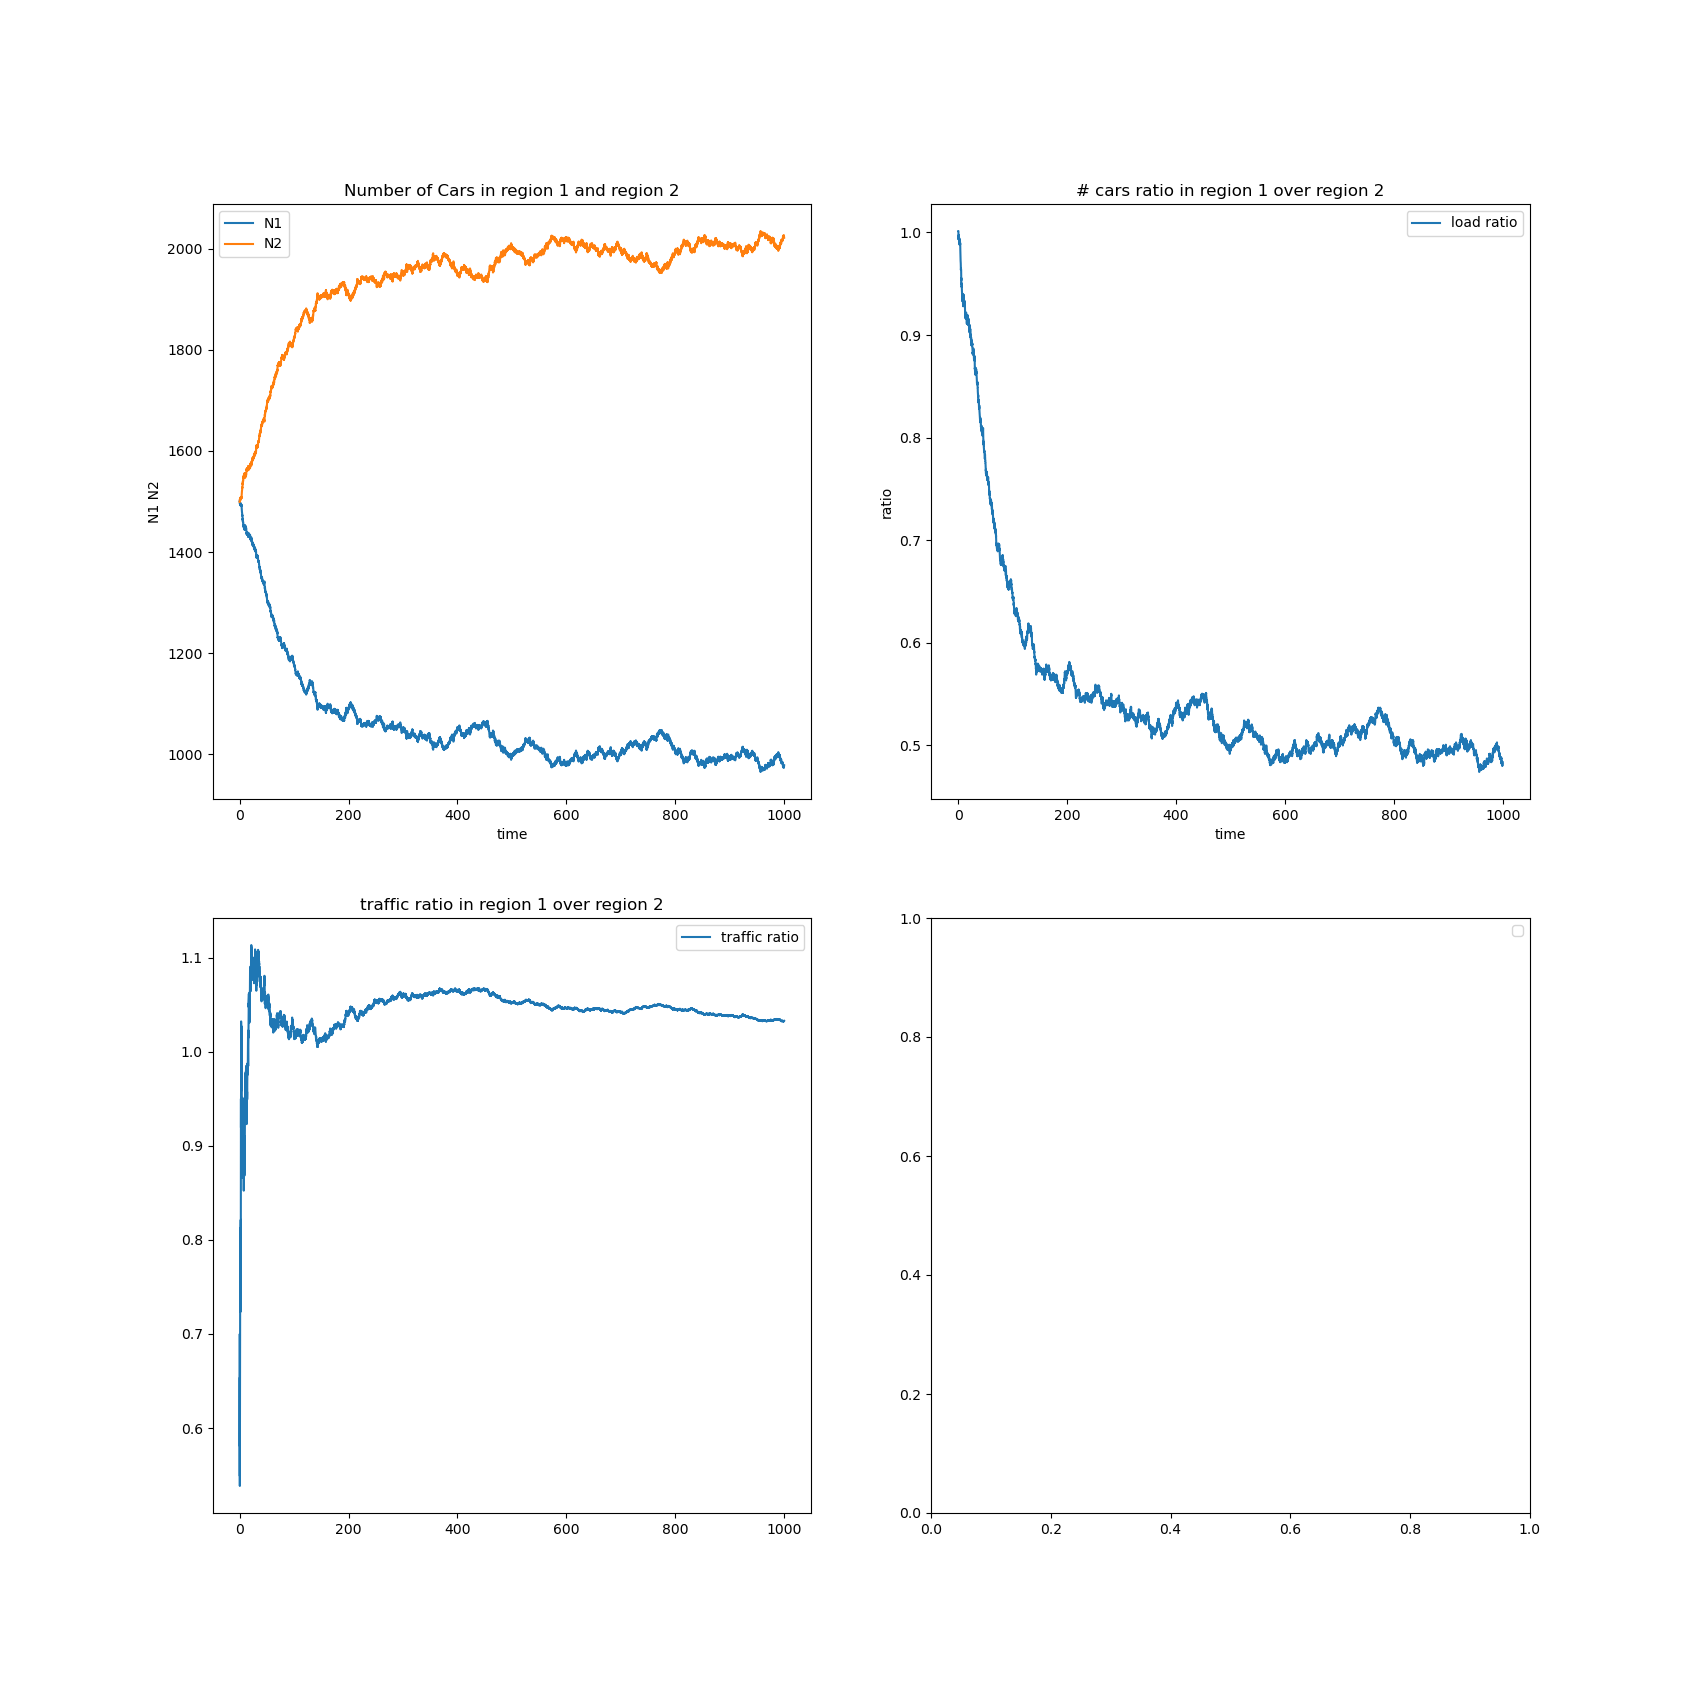 Number of Cars in region 1 and region 2
N1
N2
2000
1800
1600
1400
1200
1000
N1 N2
0 200 400 600 800 1000
time
# cars ratio in region 1 over region 2
load ratio
1.0
0.9
0.8
0.7
0.6
0.5
ratio
0 200 400 600 800 1000
time
traffic ratio in region 1 over region 2
traffic ratio
1.1
1.0
0.9
0.8
0.7
0.6
0 200 400 600 800 1000
1.0
0.8
0.6
0.4
0.2
0.0
0.0 0.2 0.4 0.6 0.8 1.0